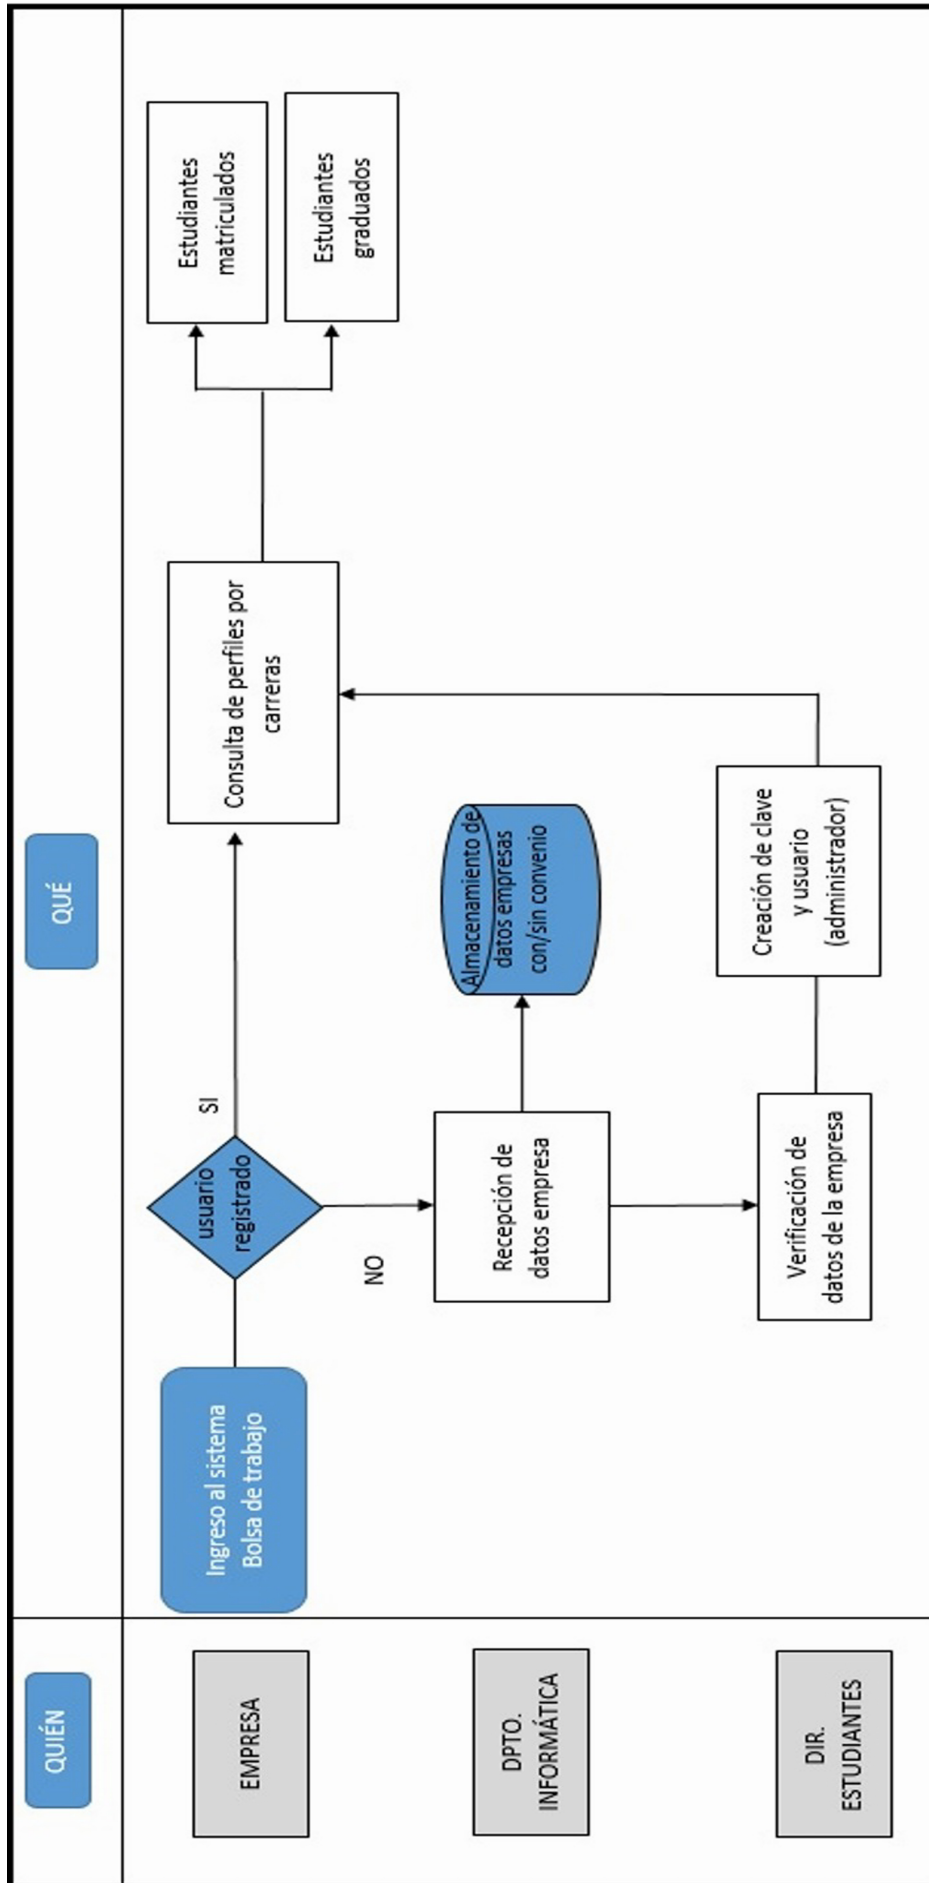 QUIÉN
QUÉ
EMPRESA
Ingreso al sistema
Bolsa de trabajo
usuario
registrado
SI
NO
Consulta de perfiles por
carreras
Estudiantes
matriculados
Estudiantes
graduados
DPTO.
INFORMÁTICA
Recepción de
datos empresa
Almacenamiento de
datos empresas
con/sin convenio
DIR.
ESTUDIANTES
Verificación de
datos de la empresa
Creación de clave
y usuario
(administrador)